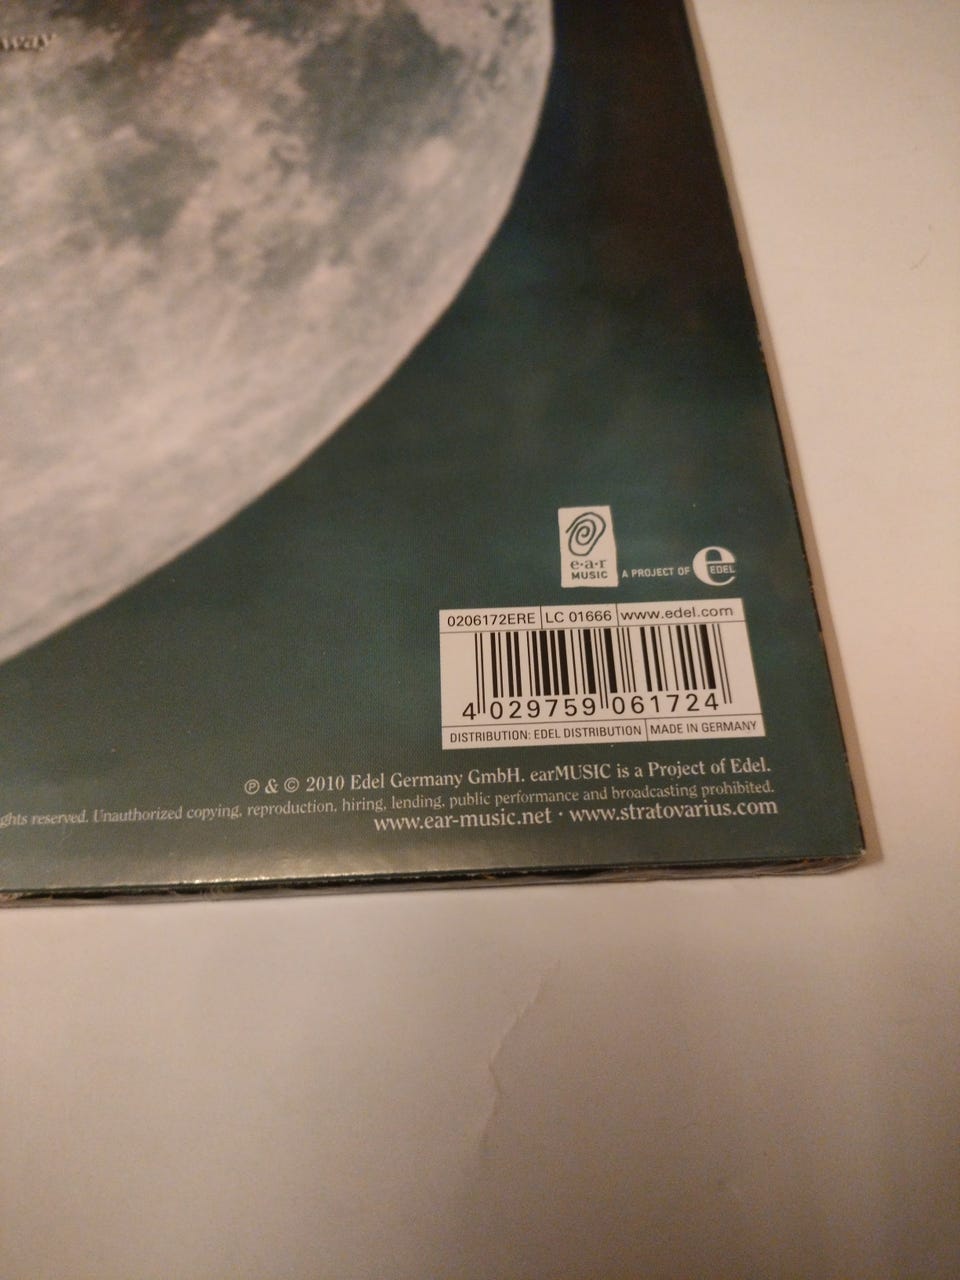 way
e·a·r
MUSIC
A PROJECT OF
e
EDEL
0206172ERE LC 01666 www.edel.com
4 029759 061724
DISTRIBUTION: EDEL DISTRIBUTION MADE IN GERMANY
℗ & © 2010 Edel Germany GmbH. earMUSIC is a Project of Edel.
ghts reserved. Unauthorized copying, reproduction, hiring, lending, public performance and broadcasting prohibited.
www.ear-music.net · www.stratovarius.com